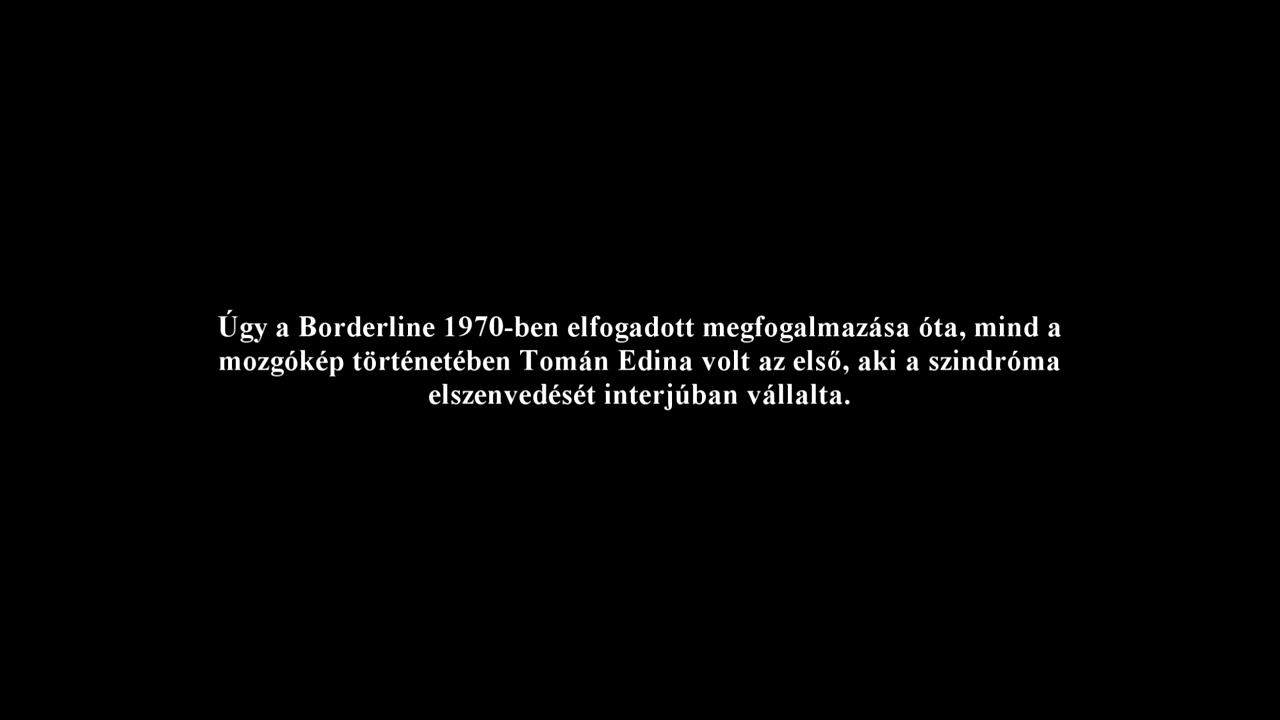 Úgy a Borderline 1970-ben elfogadott megfogalmazása óta, mind a
mozgókép történetében Tomán Edina volt az első, aki a szindróma
elszenvedését interjúban vállalta.